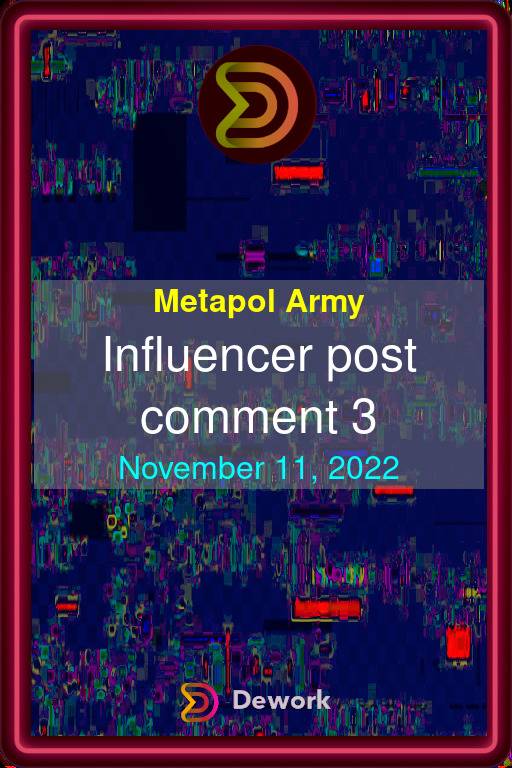 Metapol Army
Influencer post
comment 3
November 11, 2022
Dework